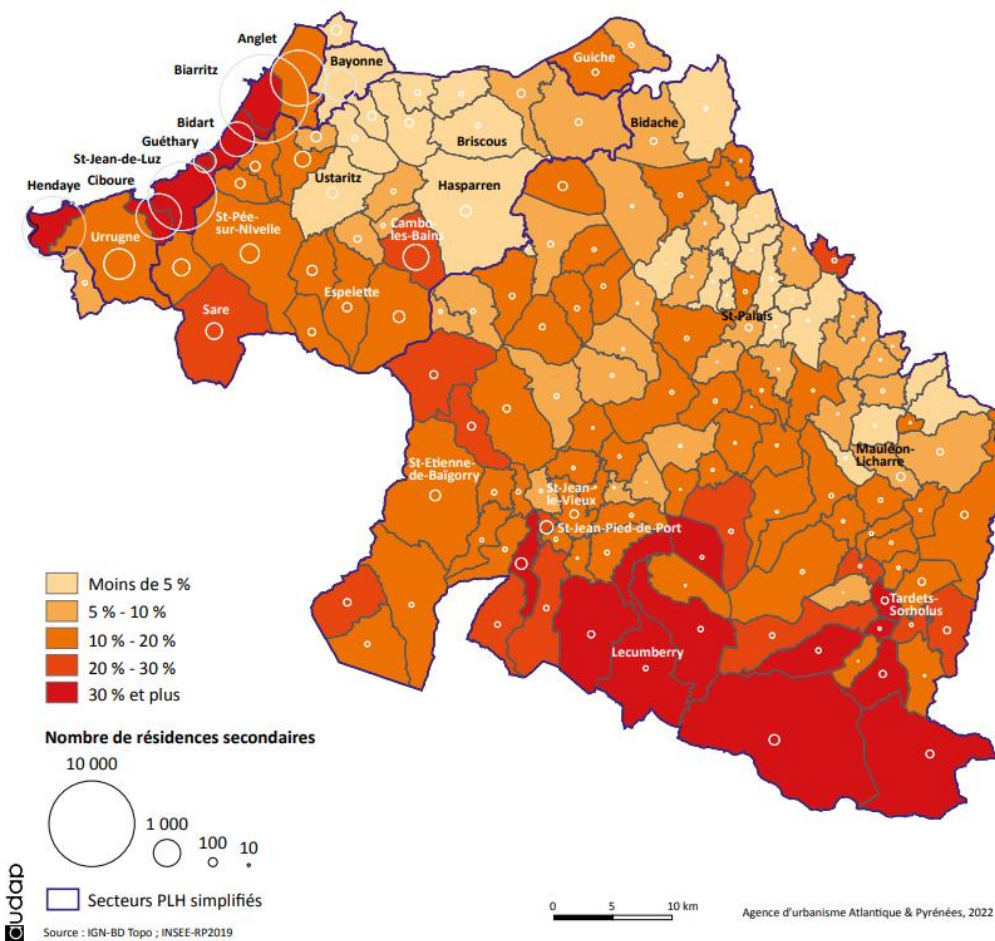 Anglet
Biarritz
Bayonne
Bidart
Guéthary
St-Jean-de-Luz
Ciboure
Hendaye
Urrugne
St-Pée-
sur-Nivelle
Ustaritz
Briscous
Hasparren
Guiche
Bidache
Cambo-
les-Bains
Espelette
Sare
St-Palais
St-Etienne-
de-Baïgorry
St-Jean-
le-Vieux
St-Jean-Pied-de-Port
Mauléon-
Licharre
Tardets-
Sorholus
Lecumberry
Moins de 5 %
5 % - 10 %
10 % - 20 %
20 % - 30 %
30 % et plus
Nombre de résidences secondaires
10 000
1 000
100
10
Secteurs PLH simplifiés
audap
Source : IGN-BD Topo ; INSEE-RP2019
0 5 10 km
Agence d'urbanisme Atlantique & Pyrénées, 2022